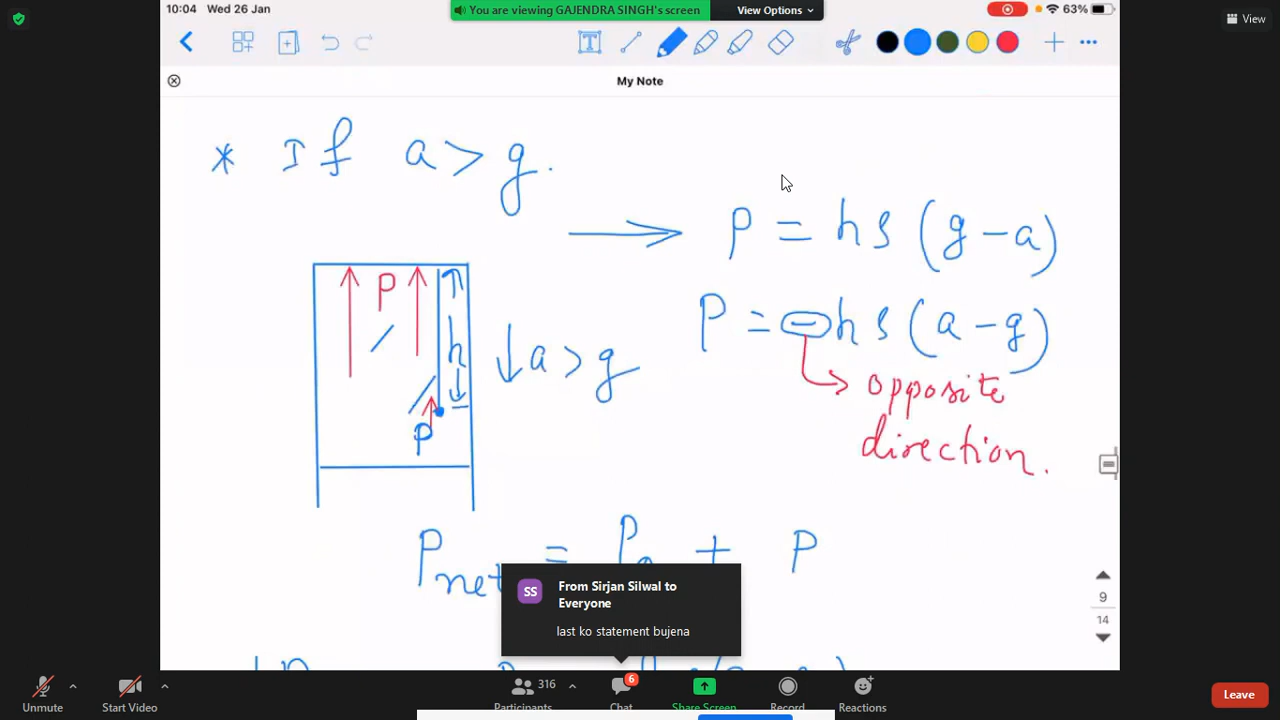 10:04 Wed 26 Jan
You are viewing GAJENDRA SINGH's screen
View Options
63%
View
My Note
* If a > g.
P = hρ (g - a)
P = - hρ (a - g)
opposite
direction.
P
h
↓a > g
P
Pnet = P + P
From Sirjan Silwal to
Everyone
SS
last ko statement bujena
9
14
Unmute
Start Video
316
Participants
6
Chat
Share Screen
Record
Reactions
Leave